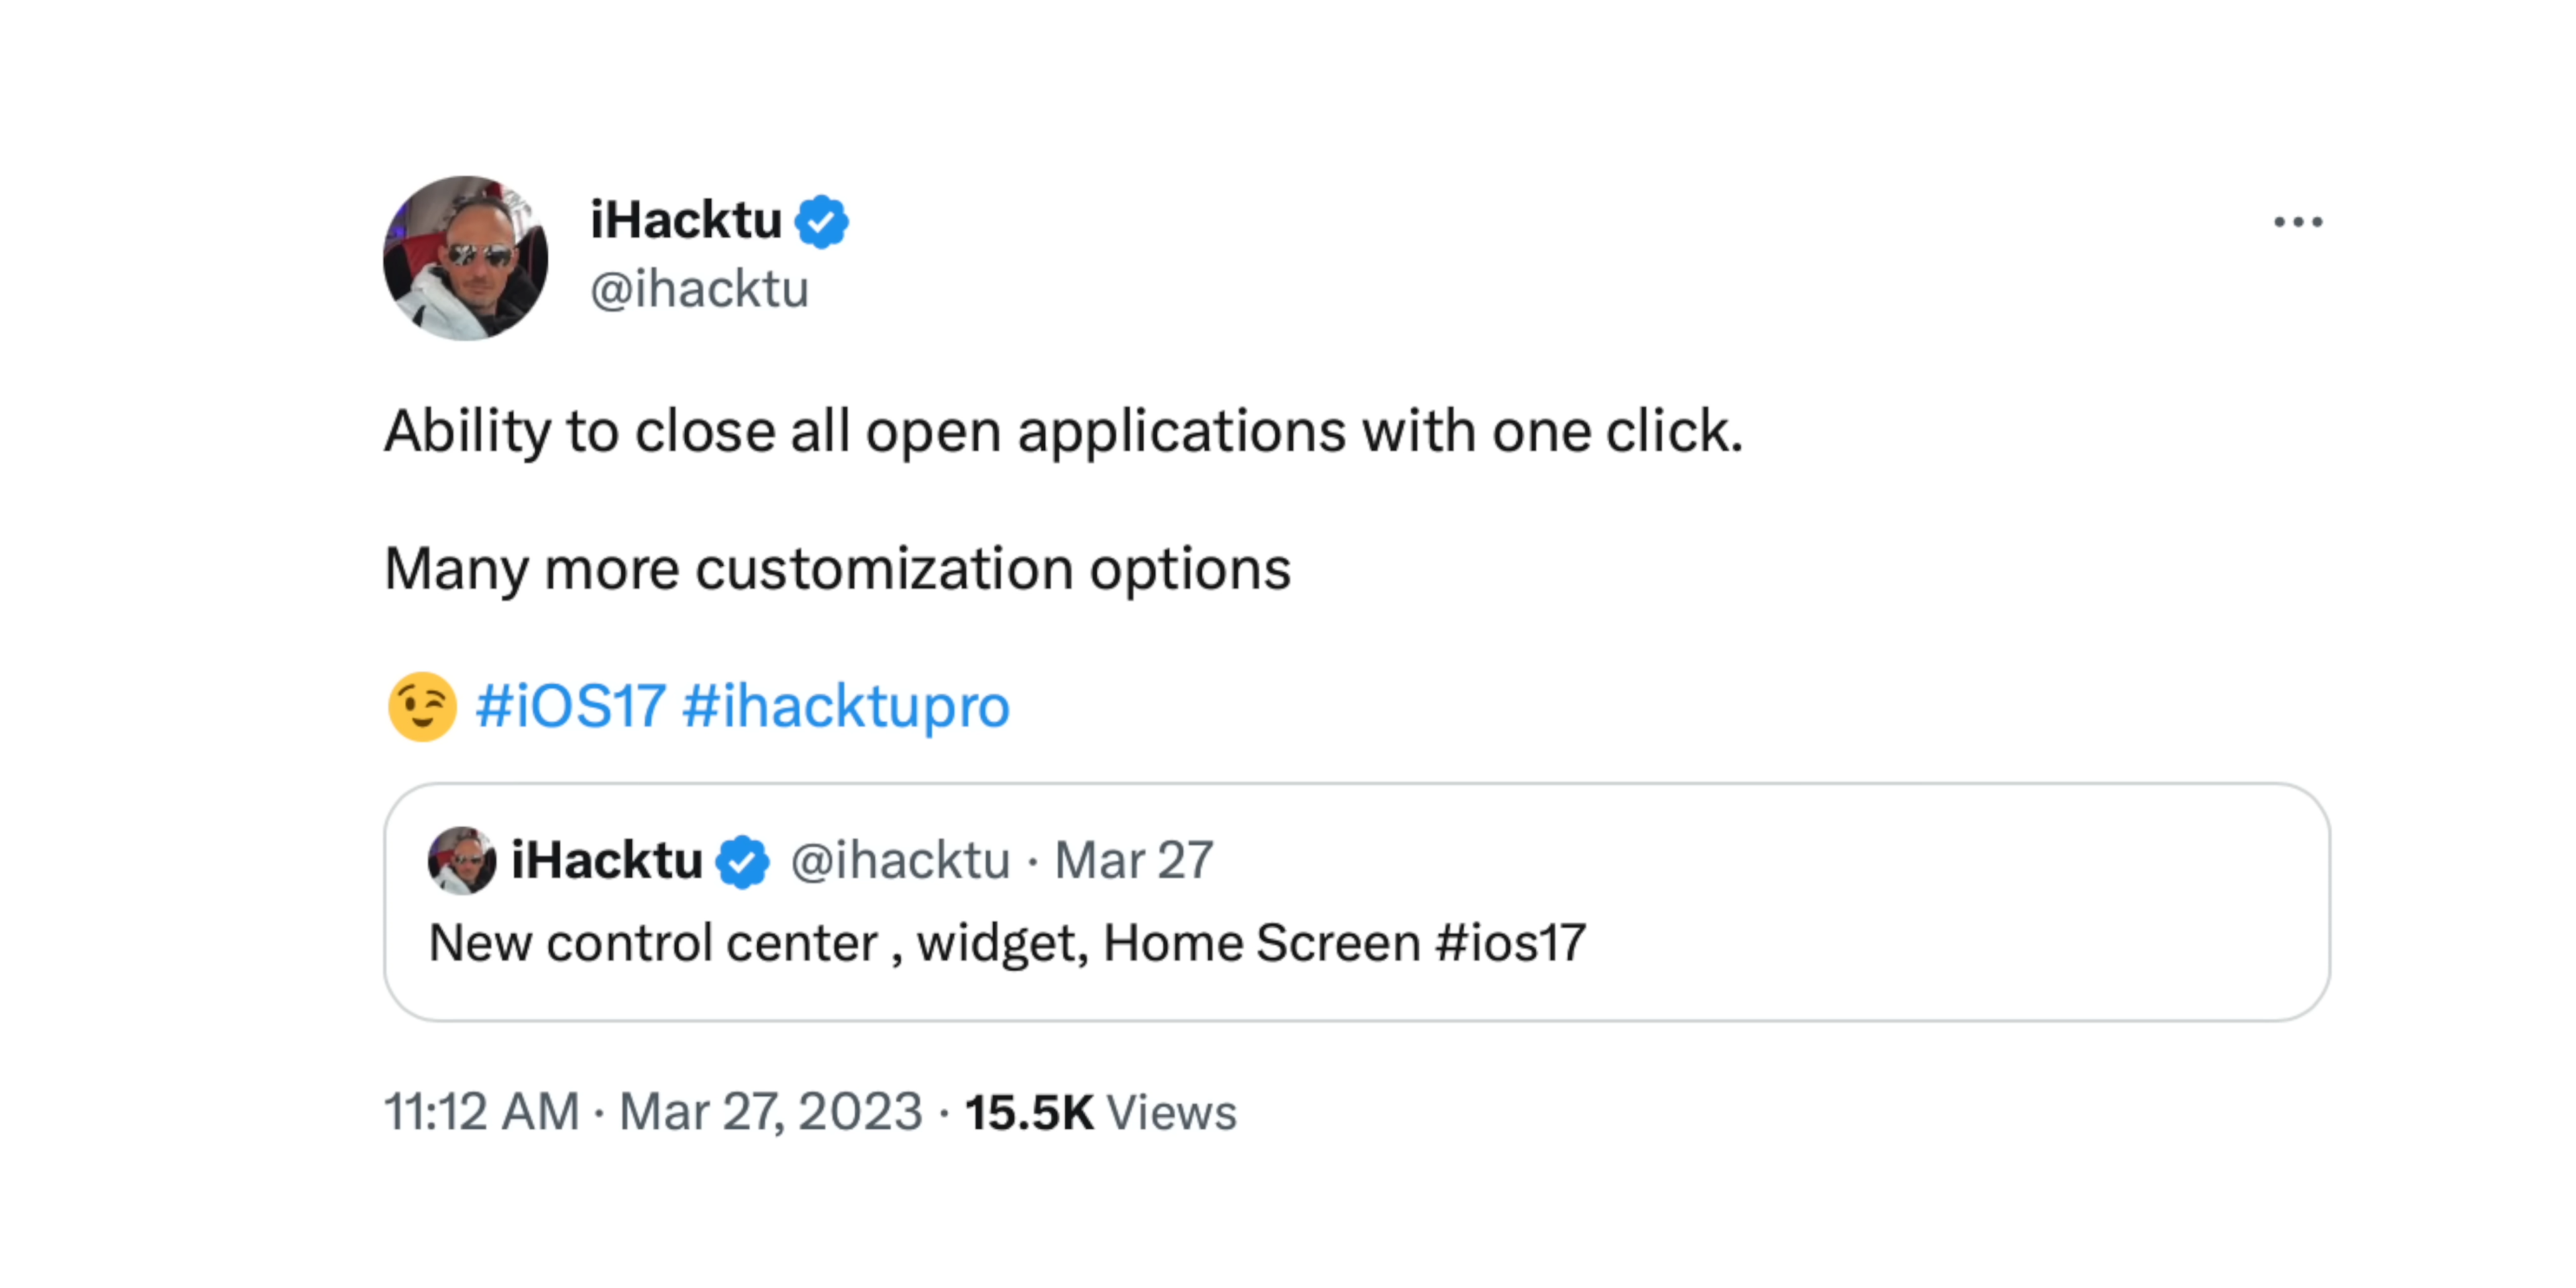 iHacktu
@ihacktu
Ability to close all open applications with one click.
Many more customization options
😉 #iOS17 #ihacktupro
iHacktu @ihacktu · Mar 27
New control center , widget, Home Screen #ios17
11:12 AM · Mar 27, 2023 · 15.5K Views